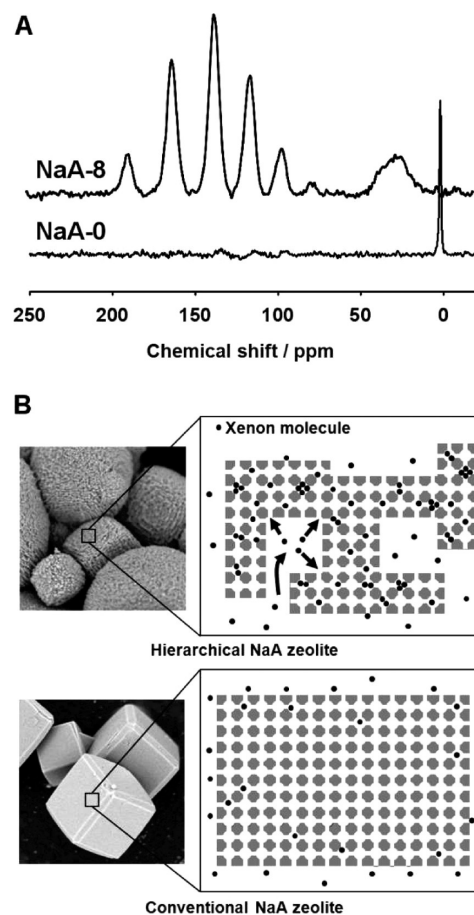 A
NaA-8
NaA-0
250 200 150 100 50 0
Chemical shift / ppm
B
• Xenon molecule
Hierarchical NaA zeolite
Conventional NaA zeolite